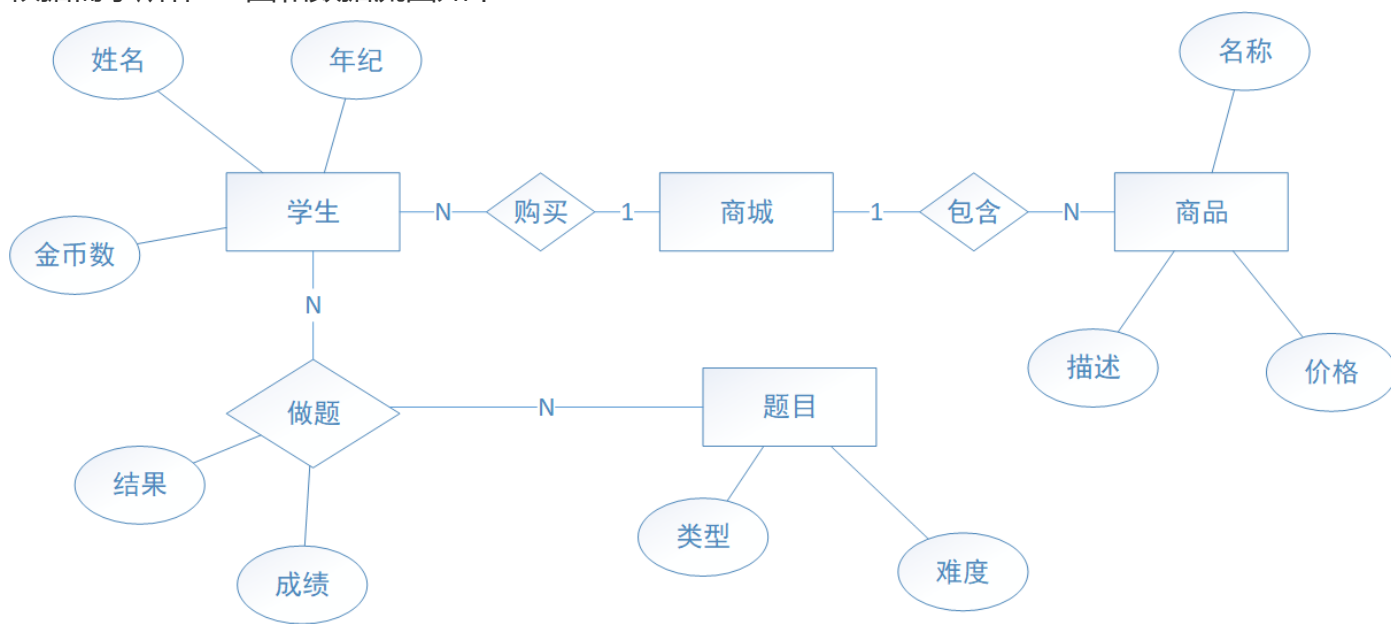 姓名
年纪
名称
学生
N
购买
1
商城
1
包含
N
商品
金币数
N
描述
价格
做题
N
题目
结果
类型
成绩
难度